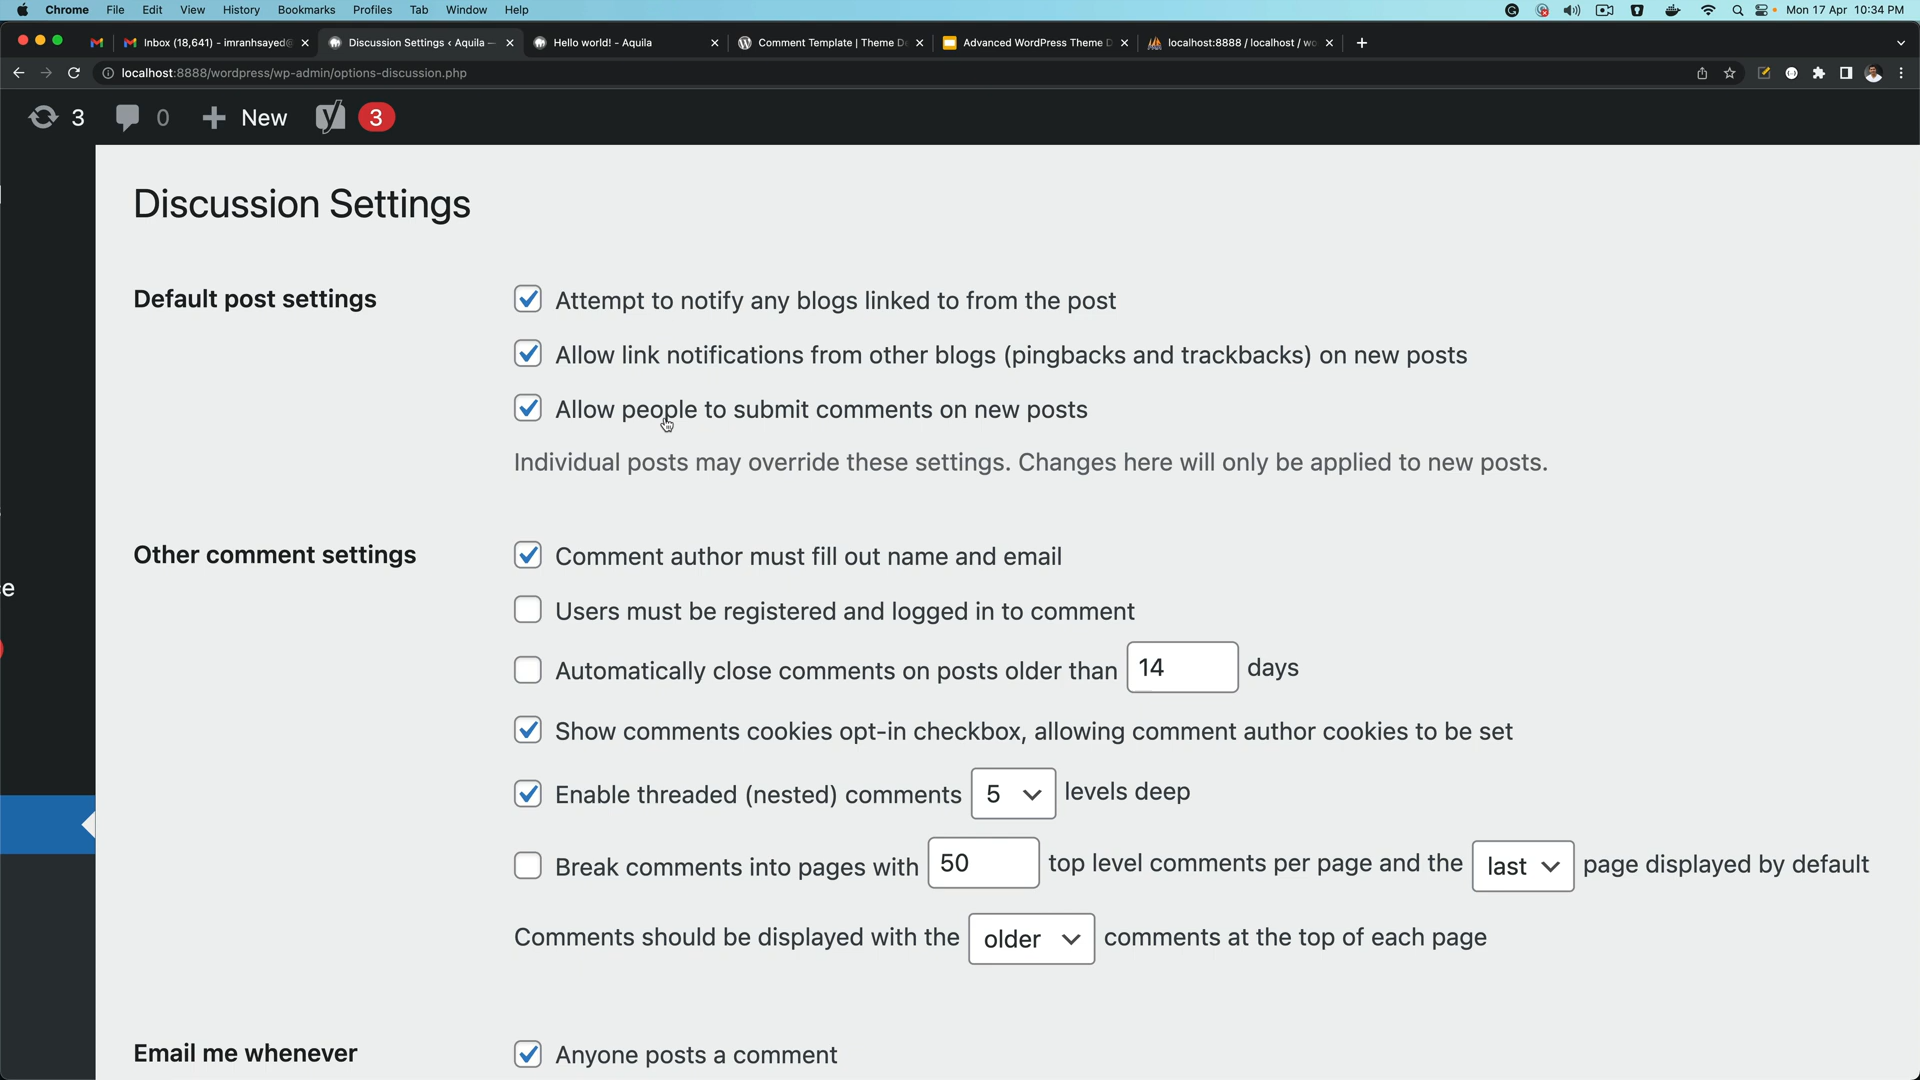 Chrome File Edit View History Bookmarks Profiles Tab Window Help Mon 17 Apr 10:34 PM
Inbox (18,641) - imranhsayed@ Discussion Settings ‹ Aquila — Hello world! - Aquila Comment Template | Theme De Advanced WordPress Theme D localhost:8888 / localhost / wo
localhost:8888/wordpress/wp-admin/options-discussion.php
3 0 New 3
Discussion Settings
Default post settings
Attempt to notify any blogs linked to from the post
Allow link notifications from other blogs (pingbacks and trackbacks) on new posts
Allow people to submit comments on new posts
Individual posts may override these settings. Changes here will only be applied to new posts.
Other comment settings
Comment author must fill out name and email
e
Users must be registered and logged in to comment
Automatically close comments on posts older than 14 days
Show comments cookies opt-in checkbox, allowing comment author cookies to be set
Enable threaded (nested) comments 5 levels deep
Break comments into pages with 50 top level comments per page and the last page displayed by default
Comments should be displayed with the older comments at the top of each page
Email me whenever
Anyone posts a comment